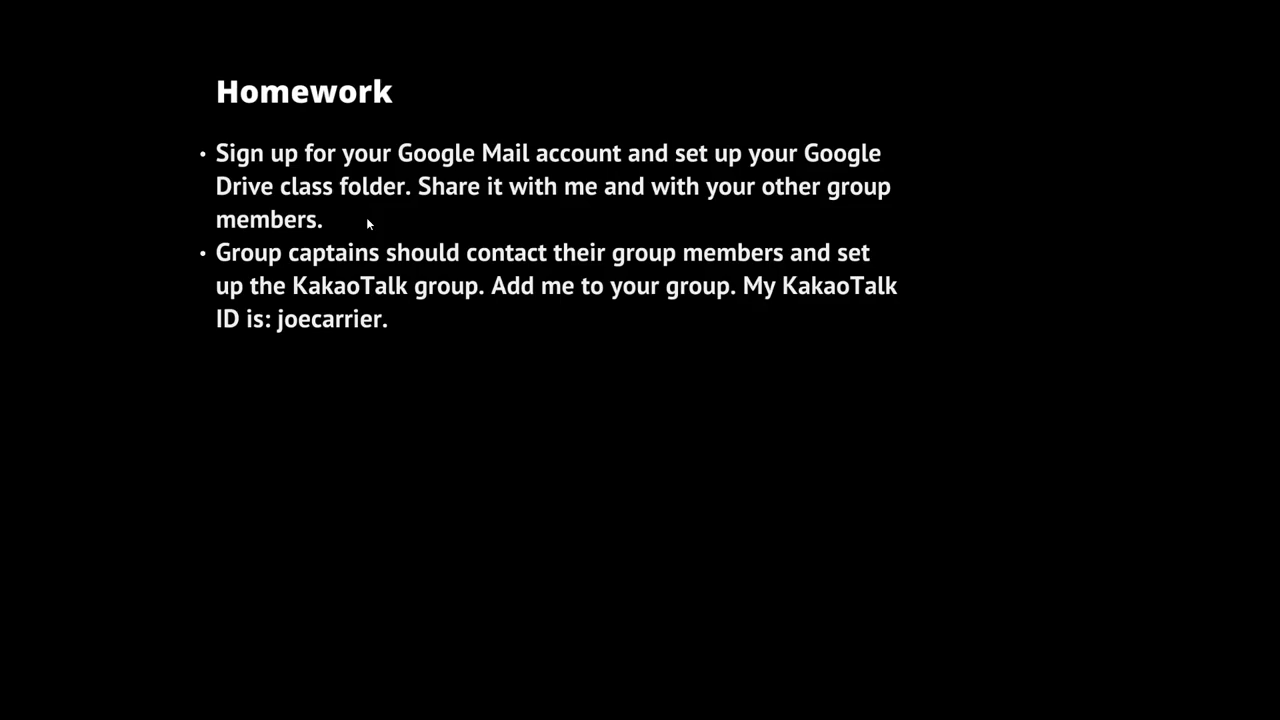 Homework
• Sign up for your Google Mail account and set up your Google
Drive class folder. Share it with me and with your other group
members.
• Group captains should contact their group members and set
up the KakaoTalk group. Add me to your group. My KakaoTalk
ID is: joecarrier.